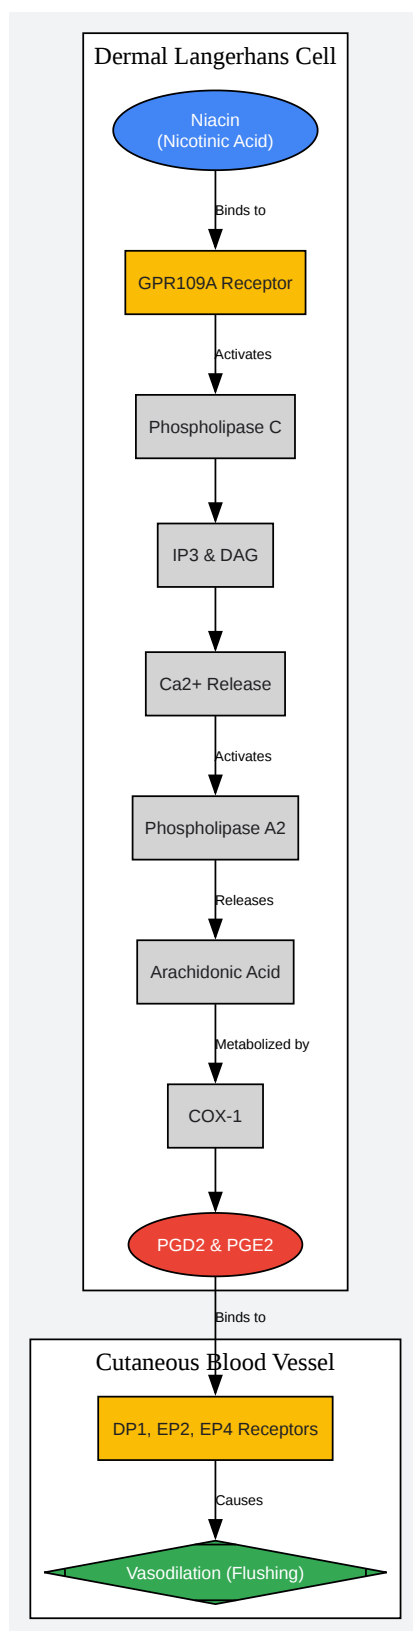 Dermal Langerhans Cell
Niacin
(Nicotinic Acid)
Binds to
GPR109A Receptor
Activates
Phospholipase C
IP3 & DAG
Ca2+ Release
Activates
Phospholipase A2
Releases
Arachidonic Acid
Metabolized by
COX-1
PGD2 & PGE2
Binds to
Cutaneous Blood Vessel
DP1, EP2, EP4 Receptors
Causes
Vasodilation (Flushing)